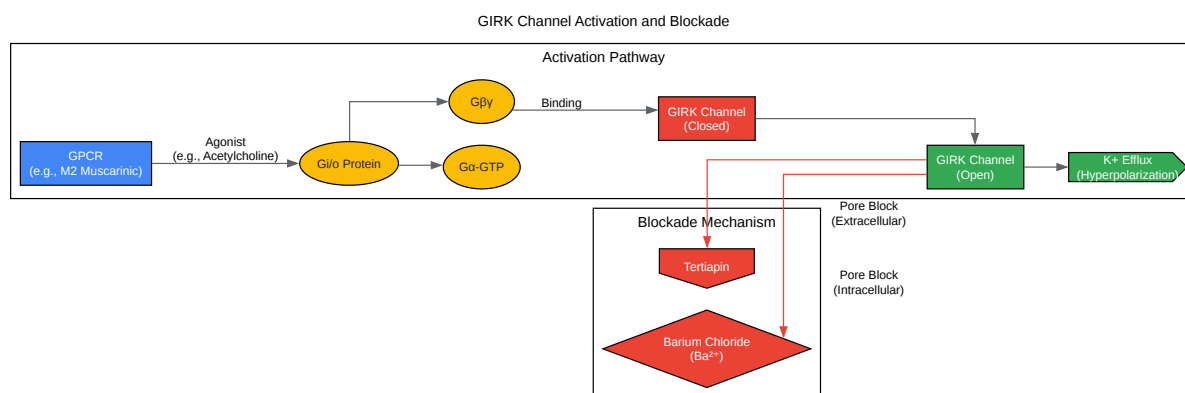 GIRK Channel Activation and Blockade
Activation Pathway
GPCR
(e.g., M2 Muscarinic)
Agonist
(e.g., Acetylcholine)
Gi/o Protein
Gβγ
Gα-GTP
Binding
GIRK Channel
(Closed)
GIRK Channel
(Open)
K+ Efflux
(Hyperpolarization)
Blockade Mechanism
Pore Block
(Extracellular)
Tertiapin
Pore Block
(Intracellular)
Barium Chloride
(Ba²⁺)